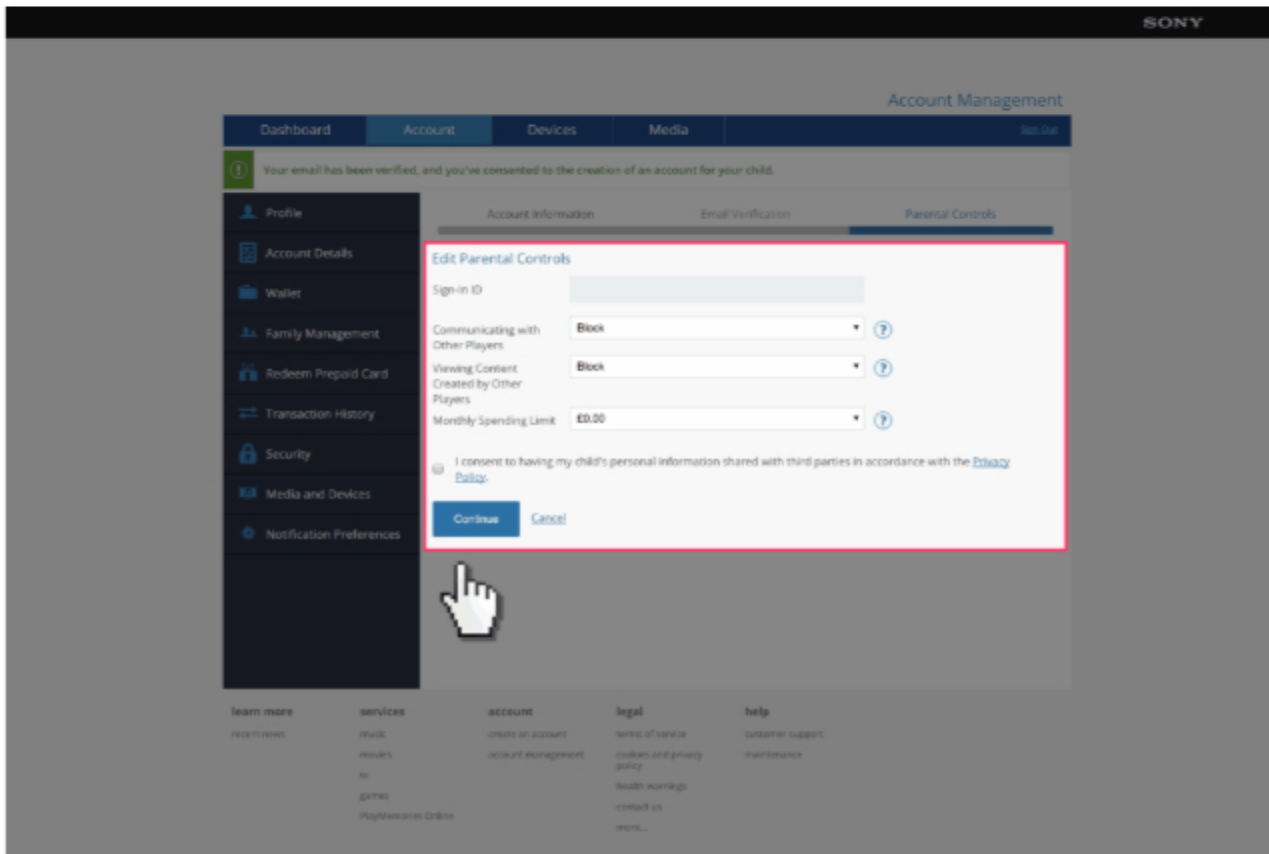 SONY
Account Management
Dashboard Account Devices Media Sign Out
Your email has been verified, and you've consented to the creation of an account for your child.
Profile
Account Details
Wallet
Family Management
Redeem Prepaid Card
Transaction History
Security
Media and Devices
Notification Preferences
Account Information Email Verification Parental Controls
Edit Parental Controls
Sign-In ID
Communicating with
Other Players
Block
Viewing Content
Created by Other
Players
Block
Monthly Spending Limit £0.00
I consent to having my child's personal information shared with third parties in accordance with the Privacy
Policy.
Continue Cancel
learn more
recent news
services
music
movies
tv
games
PlayMemories Online
account
create an account
account management
legal
terms of service
cookies and privacy
policy
health warnings
contact us
more...
help
customer support
maintenance